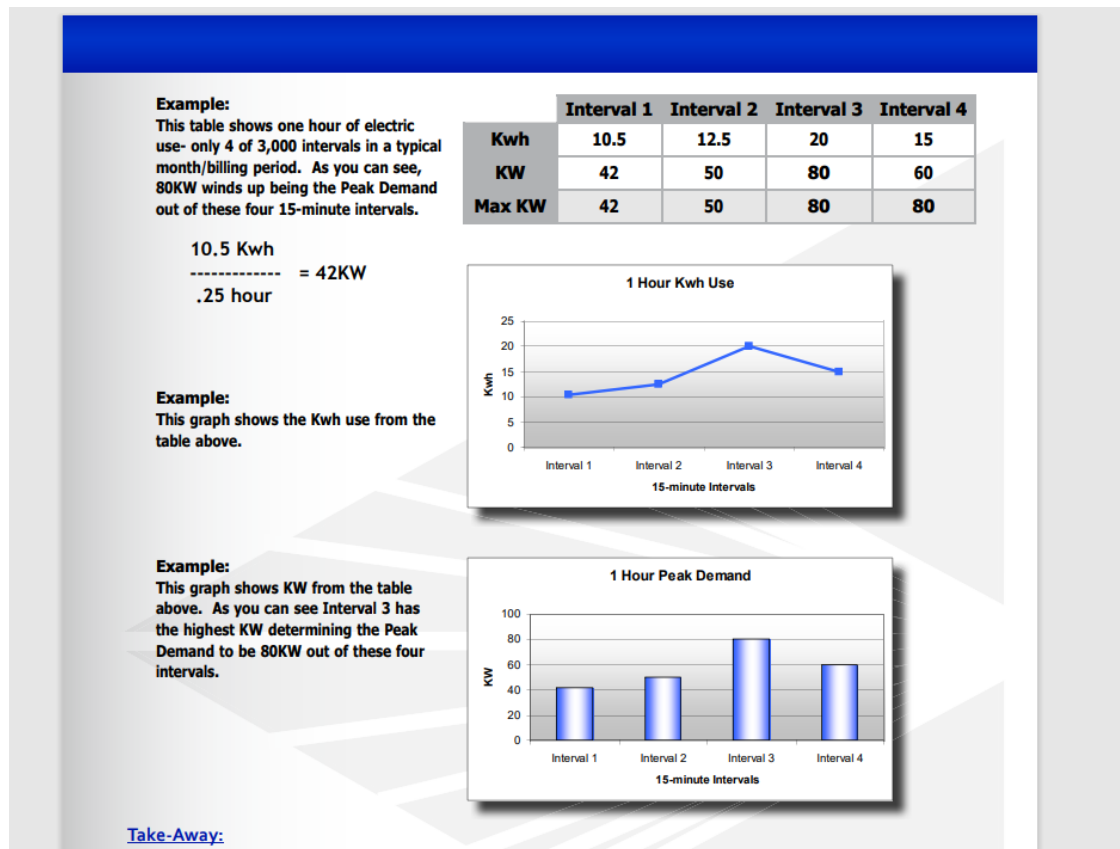 Example:
This table shows one hour of electric
use- only 4 of 3,000 intervals in a typical
month/billing period. As you can see,
80KW winds up being the Peak Demand
out of these four 15-minute intervals.
Interval 1 Interval 2 Interval 3 Interval 4
Kwh 10.5 12.5 20 15
KW 42 50 80 60
Max KW 42 50 80 80
10.5 Kwh
------------- = 42KW
.25 hour
1 Hour Kwh Use
25
20
15
10
5
0
Kwh
Interval 1 Interval 2 Interval 3 Interval 4
15-minute Intervals
Example:
This graph shows the Kwh use from the
table above.
Example:
This graph shows KW from the table
above. As you can see Interval 3 has
the highest KW determining the Peak
Demand to be 80KW out of these four
intervals.
1 Hour Peak Demand
100
80
60
40
20
0
KW
Interval 1 Interval 2 Interval 3 Interval 4
15-minute Intervals
Take-Away: